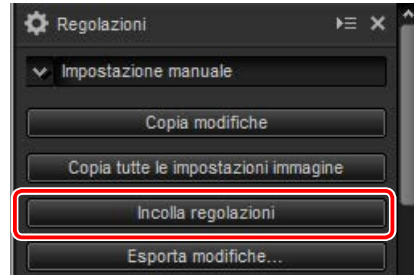 Regolazioni
Impostazione manuale
Copia modifiche
Copia tutte le impostazioni immagine
Incolla regolazioni
Esporta modifiche...